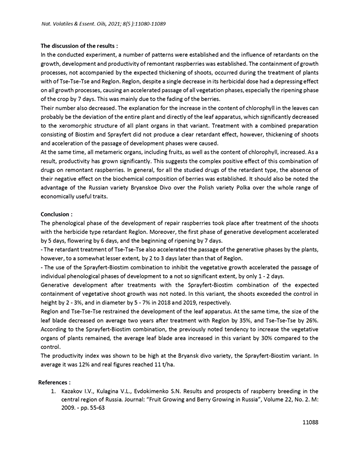 Nat. Volatiles & Essent. Oils, 2021; 8(5): 11080-11089
The discussion of the results :
In the conducted experiment, a number of patterns were established and the influence of retardants on the
growth, development and productivity of remontant raspberries was established. The containment of growth
processes, not accompanied by the expected thickening of shoots, occurred during the treatment of plants
with of Tse-Tse-Tse and Reglon. Reglon, despite a single decrease in its herbicidal dose had a depressing effect
on all growth processes, causing an accelerated passage of all vegetation phases, especially the ripening phase
of the crop by 7 days. This was mainly due to the fading of the berries.
Their number also decreased. The explanation for the increase in the content of chlorophyll in the leaves can
probably be the deviation of the entire plant and directly of the leaf apparatus, which significantly decreased
to the xeromorphic structure of all plant organs in that variant. Treatment with a combined preparation
consisting of Biostim and Sprayfert did not produce a clear retardant effect, however, thickening of shoots
and acceleration of the passage of development phases were caused.
At the same time, all metameric organs, including fruits, as well as the content of chlorophyll, increased. As a
result, productivity has grown significantly. This suggests the complex positive effect of this combination of
drugs on remontant raspberries. In general, for all the studied drugs of the retardant type, the absence of
their negative effect on the biochemical composition of berries was established. It should also be noted the
advantage of the Russian variety Bryanskoe Divo over the Polish variety Polka over the whole range of
economically useful traits.
Conclusion :
The phenological phase of the development of repair raspberries took place after treatment of the shoots
with the herbicide type retardant Region. Moreover, the first phase of generative development accelerated
by 5 days, flowering by 6 days, and the beginning of ripening by 7 days.
- The retardant treatment of Tse-Tse-Tse also accelerated the passage of the generative phases by the plants,
however, to a somewhat lesser extent, by 2 to 3 days later than that of Reglon.
- The use of the Sprayfert-Biostim combination to inhibit the vegetative growth accelerated the passage of
individual phenological phases of development to a not so significant extent, by only 1 - 2 days.
Generative development after treatments with the Sprayfert-Biostim combination of the expected
containment of vegetative shoot growth was not noted. In this variant, the shoots exceeded the control in
height by 2 - 3%, and in diameter by 5 - 7% in 2018 and 2019, respectively.
Region and Tse-Tse-Tse restrained the development of the leaf apparatus. At the same time, the size of the
leaf blade decreased on average over two years after treatment with Reglon by 35%, and Tse-Tse-Tse by 26%.
According to the Sprayfert-Biostim combination, the previously noted tendency to increase the vegetative
organs of plants remained, the average leaf blade area increased in this variant by 30% compared to the
control.
The productivity index was shown to be high at the Bryansk divo variety, the Sprayfert-Biostim variant. In
average it was 12% and real figures reached 11 t/ha.
References :
1. Kazakov I.V., Kulagina V.L., Evdokimenko S.N. Results and prospects of raspberry breeding in the
central region of Russia. Journal: "Fruit Growing and Berry Growing in Russia", Volume 22, No. 2. M:
2009. - pp. 55-63
11088